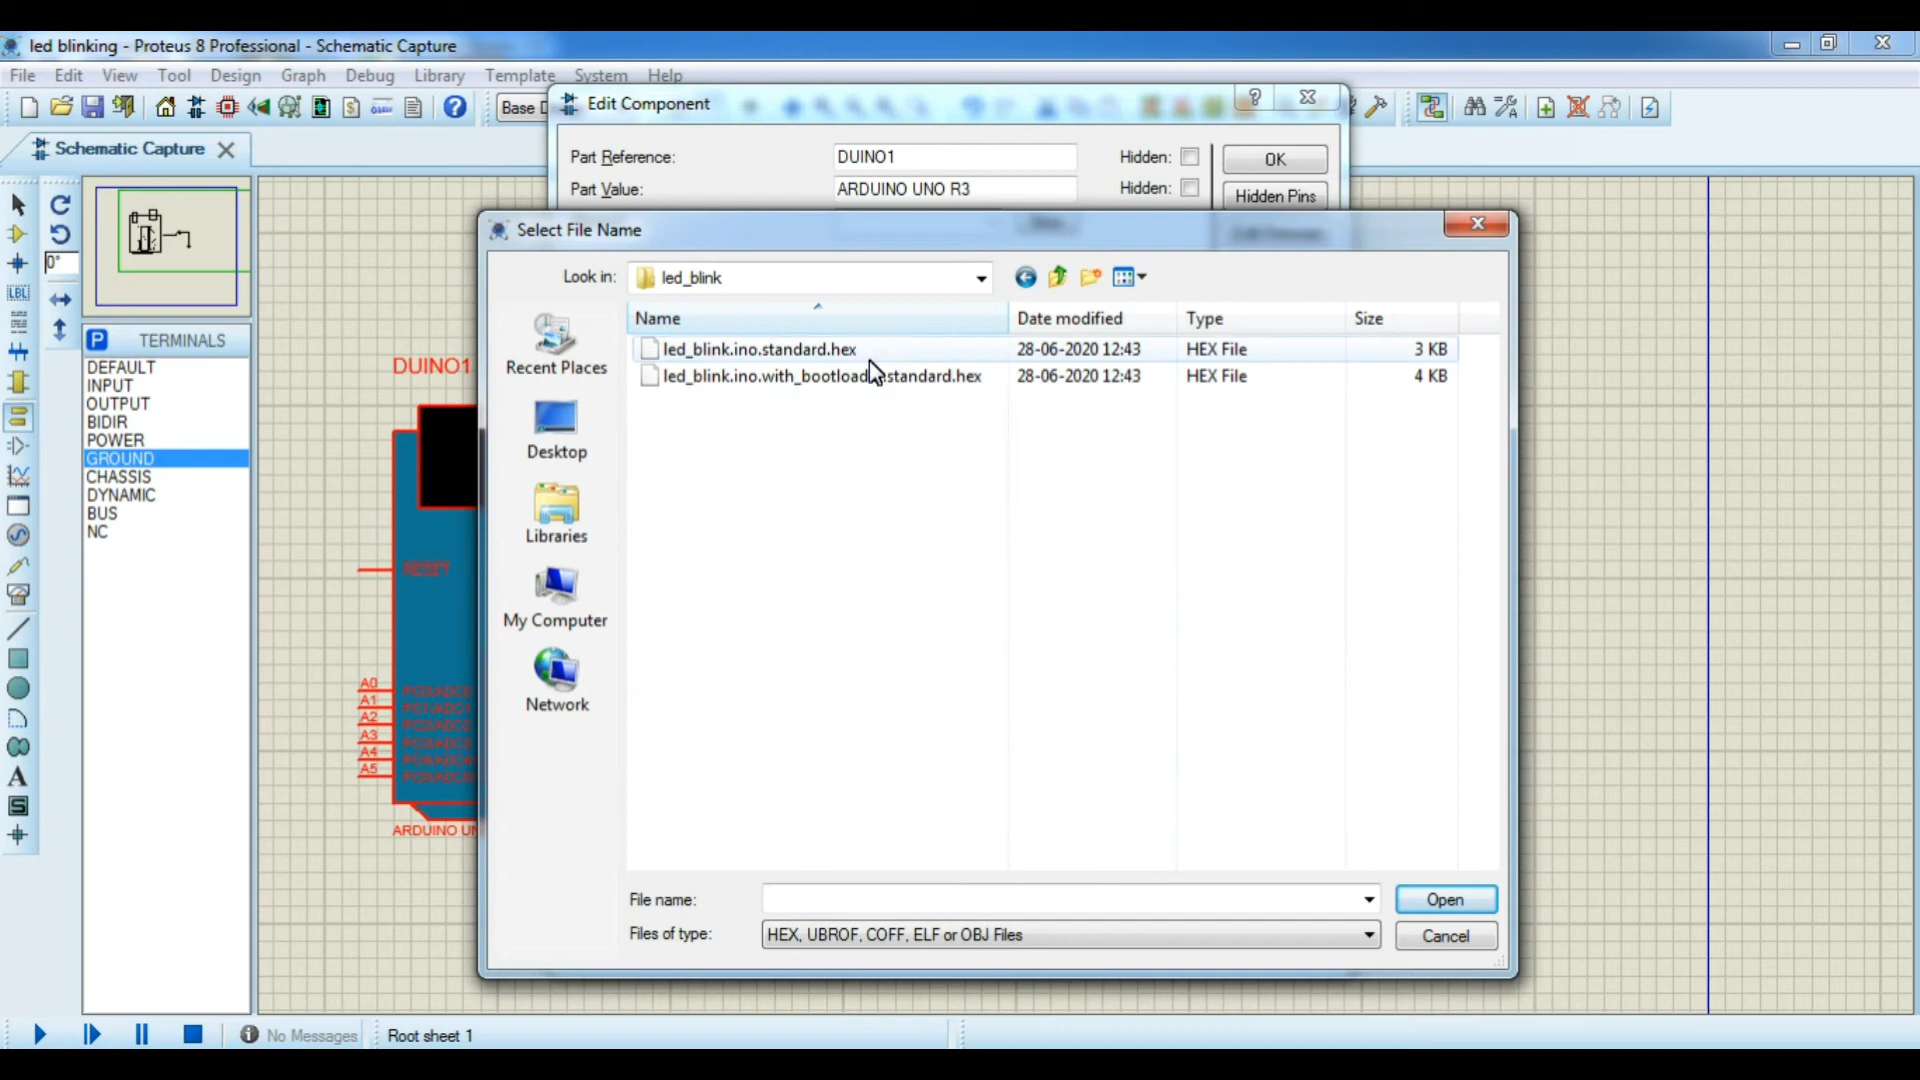 led blinking - Proteus 8 Professional - Schematic Capture
File Edit View Tool Design Graph Debug Library Template System Help
Base
Edit Component
Schematic Capture
Part Reference: DUINO1 Hidden: OK
Part Value: ARDUINO UNO R3 Hidden: Hidden Pins
Select File Name
0°
LBL
Look in: led_blink
Name Date modified Type Size
led_blink.ino.standard.hex 28-06-2020 12:43 HEX File 3 KB
led_blink.ino.with_bootload standard.hex 28-06-2020 12:43 HEX File 4 KB
Recent Places
Desktop
Libraries
My Computer
Network
P TERMINALS
DEFAULT
INPUT
OUTPUT
BIDIR
POWER
GROUND
CHASSIS
DYNAMIC
BUS
NC
DUINO1
RESET
A0
A1
A2
A3
A4
A5
ARDUINO UN
File name: Open
Files of type: HEX, UBROF, COFF, ELF or OBJ Files Cancel
No Messages Root sheet 1